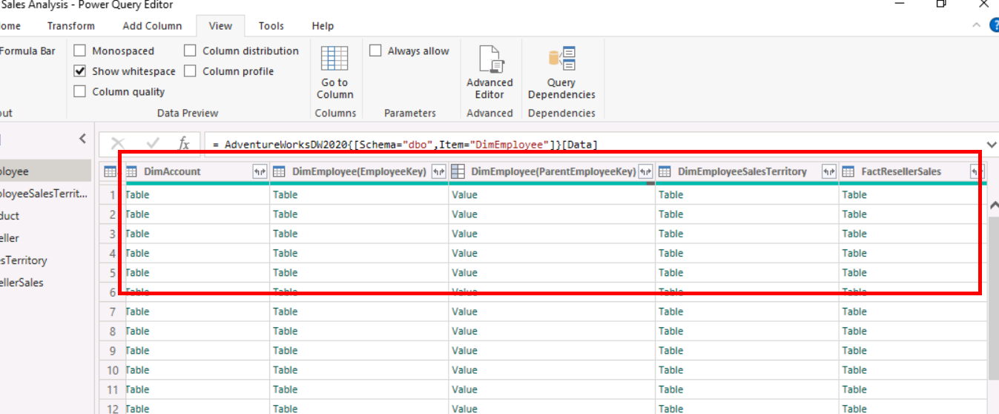 Sales Analysis - Power Query Editor
ome Transform Add Column View Tools Help
Formula Bar Monospaced Column distribution Always allow
Show whitespace Column profile
Column quality
Go to Column
Advanced Editor
Query Dependencies
out Data Preview Columns Parameters Advanced Dependencies
fx = AdventureWorksDW2020{[Schema="dbo",Item="DimEmployee"]}[Data]
ployee
ployeeSalesTerrit...
duct
eller
esTerritory
ellerSales
DimAccount DimEmployee(EmployeeKey) DimEmployee(ParentEmployeeKey) DimEmployeeSalesTerritory FactResellerSales
1 Table Table Value Table Table
2 Table Table Value Table Table
3 Table Table Value Table Table
4 Table Table Value Table Table
5 Table Table Value Table Table
6 Table Table Value Table Table
7 Table Table Value Table Table
8 Table Table Value Table Table
9 Table Table Value Table Table
10 Table Table Value Table Table
11 Table Table Value Table Table
12 Table Table Value Table Table